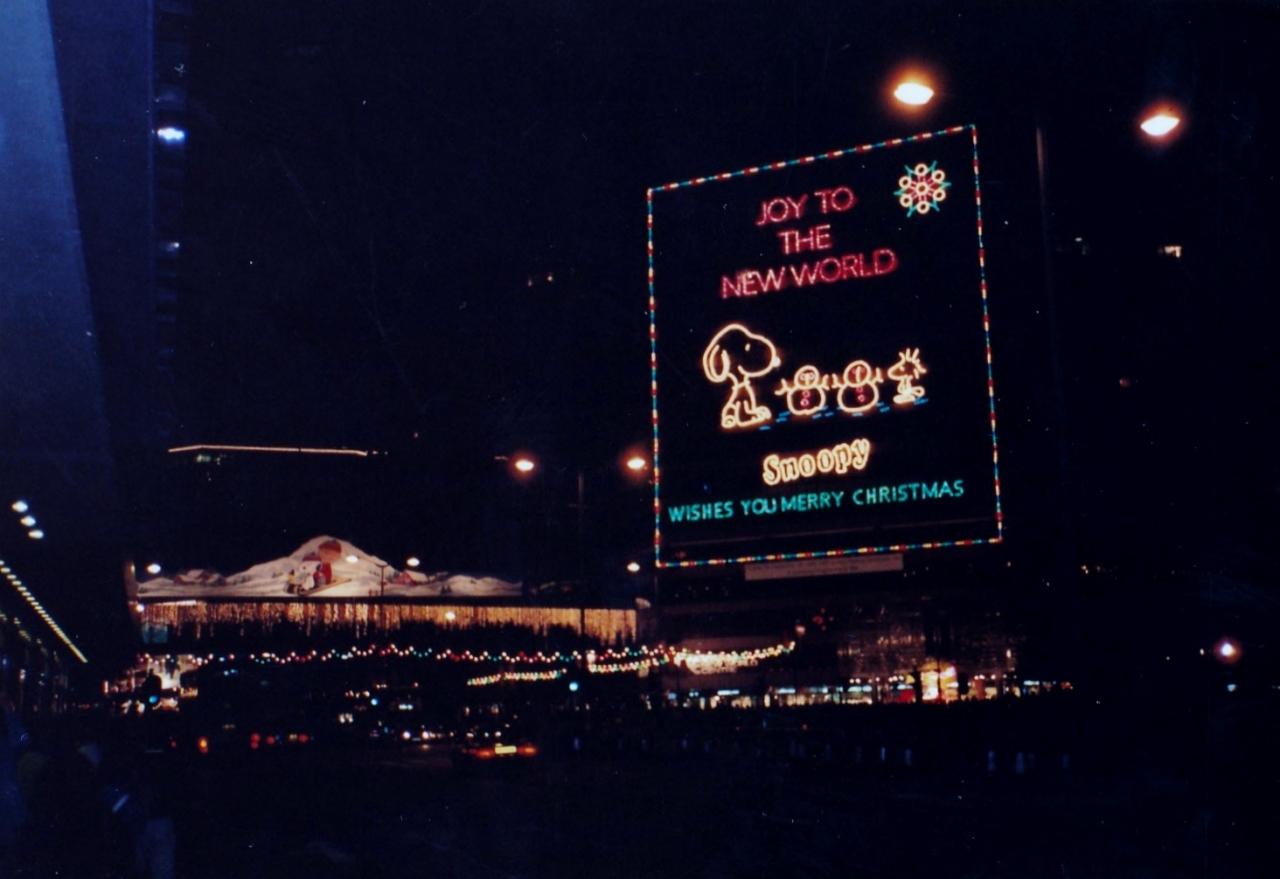 JOY TO
THE
NEW WORLD
Snoopy
WISHES YOU MERRY CHRISTMAS